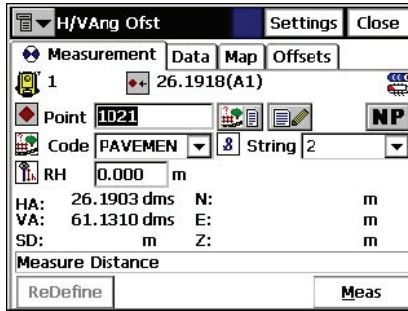 H/VAng Ofst Settings Close
Measurement Data Map Offsets
1 26.1918(A1)
Point 1021 NP
Code PAVEMEN String 2
RH 0.000 m
HA: 26.1903 dms N: m
VA: 61.1310 dms E: m
SD: m Z: m
Measure Distance
ReDefine Meas